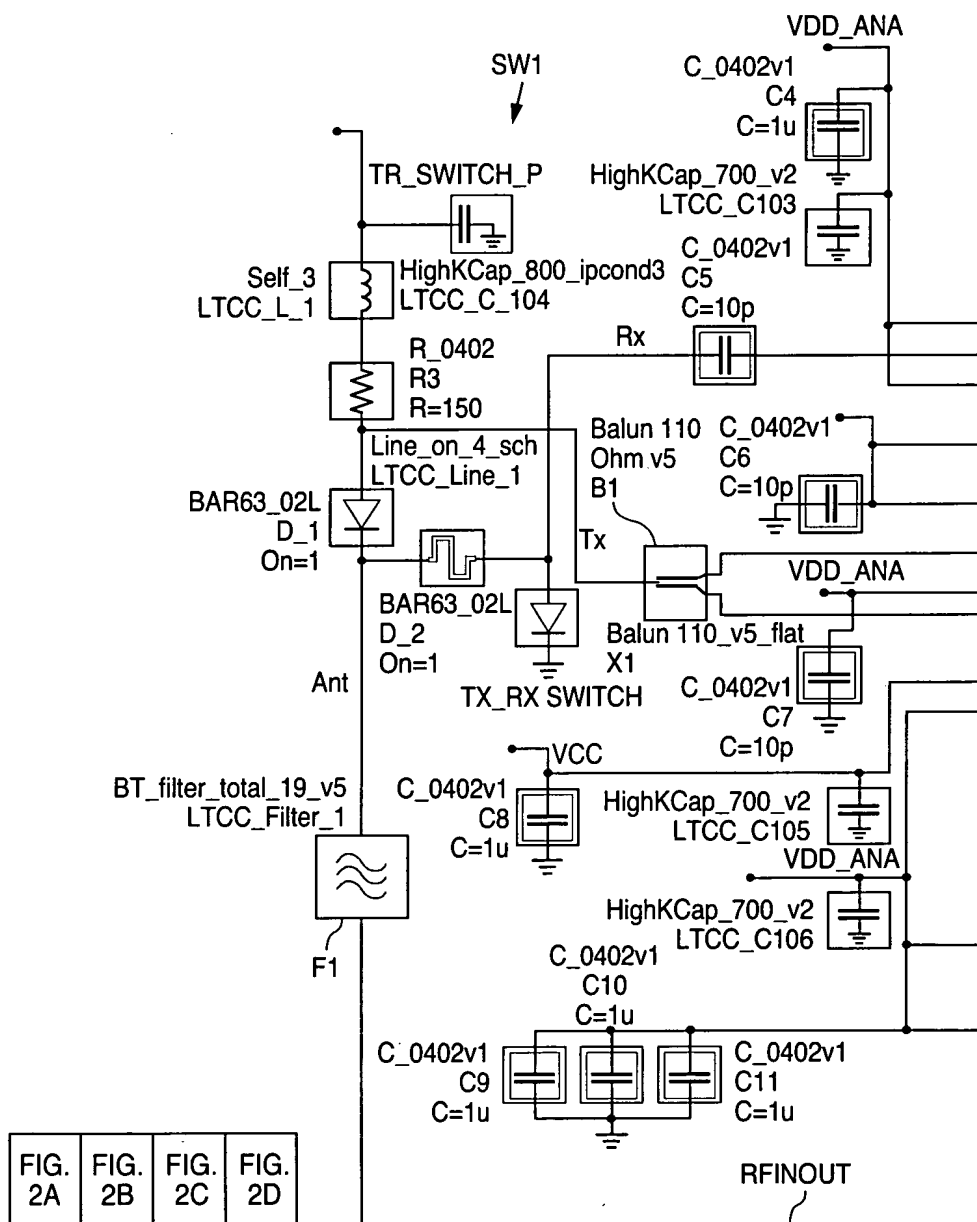 VDD_ANA
SW1
C_0402v1
C4
C=1u
TR_SWITCH_P
HighKCap_700_v2
LTCC_C103
Self_3
LTCC_L_1
HighKCap_800_ipcond3
LTCC_C_104
C_0402v1
C5
C=10p
Rx
R_0402
R3
R=150
Line_on_4_sch
LTCC_Line_1
Balun 110
Ohm v5
B1
C_0402v1
C6
C=10p
BAR63_02L
D_1
On=1
Tx
VDD_ANA
BAR63_02L
D_2
On=1
Balun 110_v5_flat
X1
Ant
TX_RX SWITCH
C_0402v1
C7
C=10p
VCC
BT_filter_total_19_v5
LTCC_Filter_1
C_0402v1
C8
C=1u
HighKCap_700_v2
LTCC_C105
VDD_ANA
HighKCap_700_v2
LTCC_C106
F1
C_0402v1
C10
C=1u
C_0402v1
C9
C=1u
C_0402v1
C11
C=1u
FIG. 2A
FIG. 2B
FIG. 2C
FIG. 2D
RFINOUT